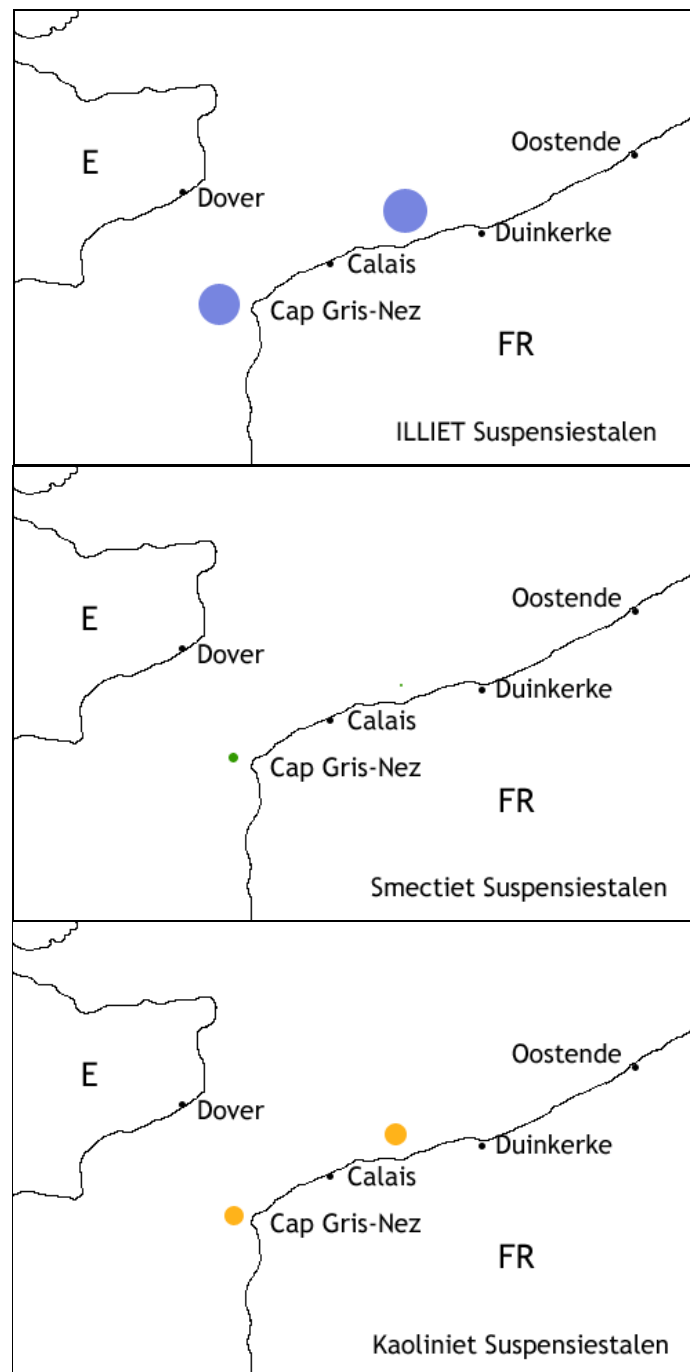 Oostende
E
Dover
Duinkerke
Calais
Cap Gris-Nez
FR
ILLIET Suspensiestalen
Oostende
E
Dover
Duinkerke
Calais
Cap Gris-Nez
FR
Smectiet Suspensiestalen
Oostende
E
Dover
Duinkerke
Calais
Cap Gris-Nez
FR
Kaoliniet Suspensiestalen